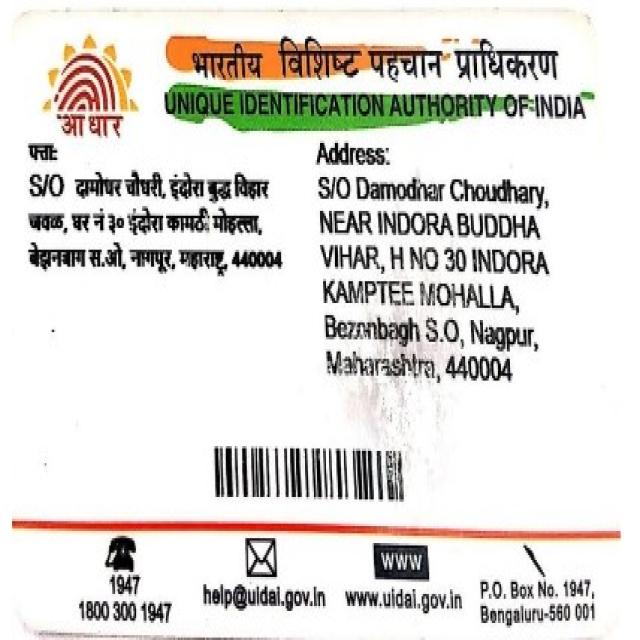 भारतीय विशिष्ट पहचान प्राधिकरण
UNIQUE IDENTIFICATION AUTHORITY OF INDIA
आधार
पत्ता:
S/O दामोधर चौधरी, इंदोरा बुद्ध विहार
जवळ, घर नं ३० इंदोरा कामठी मोहल्ला,
बेझनबाग स.ओ, नागपूर, महाराष्ट्र, 440004
Address:
S/O Damodhar Choudhary,
NEAR INDORA BUDDHA
VIHAR, H NO 30 INDORA
KAMPTEE MOHALLA,
Bezonbagh S.O, Nagpur,
Maharashtra, 440004
1947
1800 300 1947
help@uidai.gov.in
www
www.uidai.gov.in
P.O. Box No. 1947,
Bengaluru-560 001